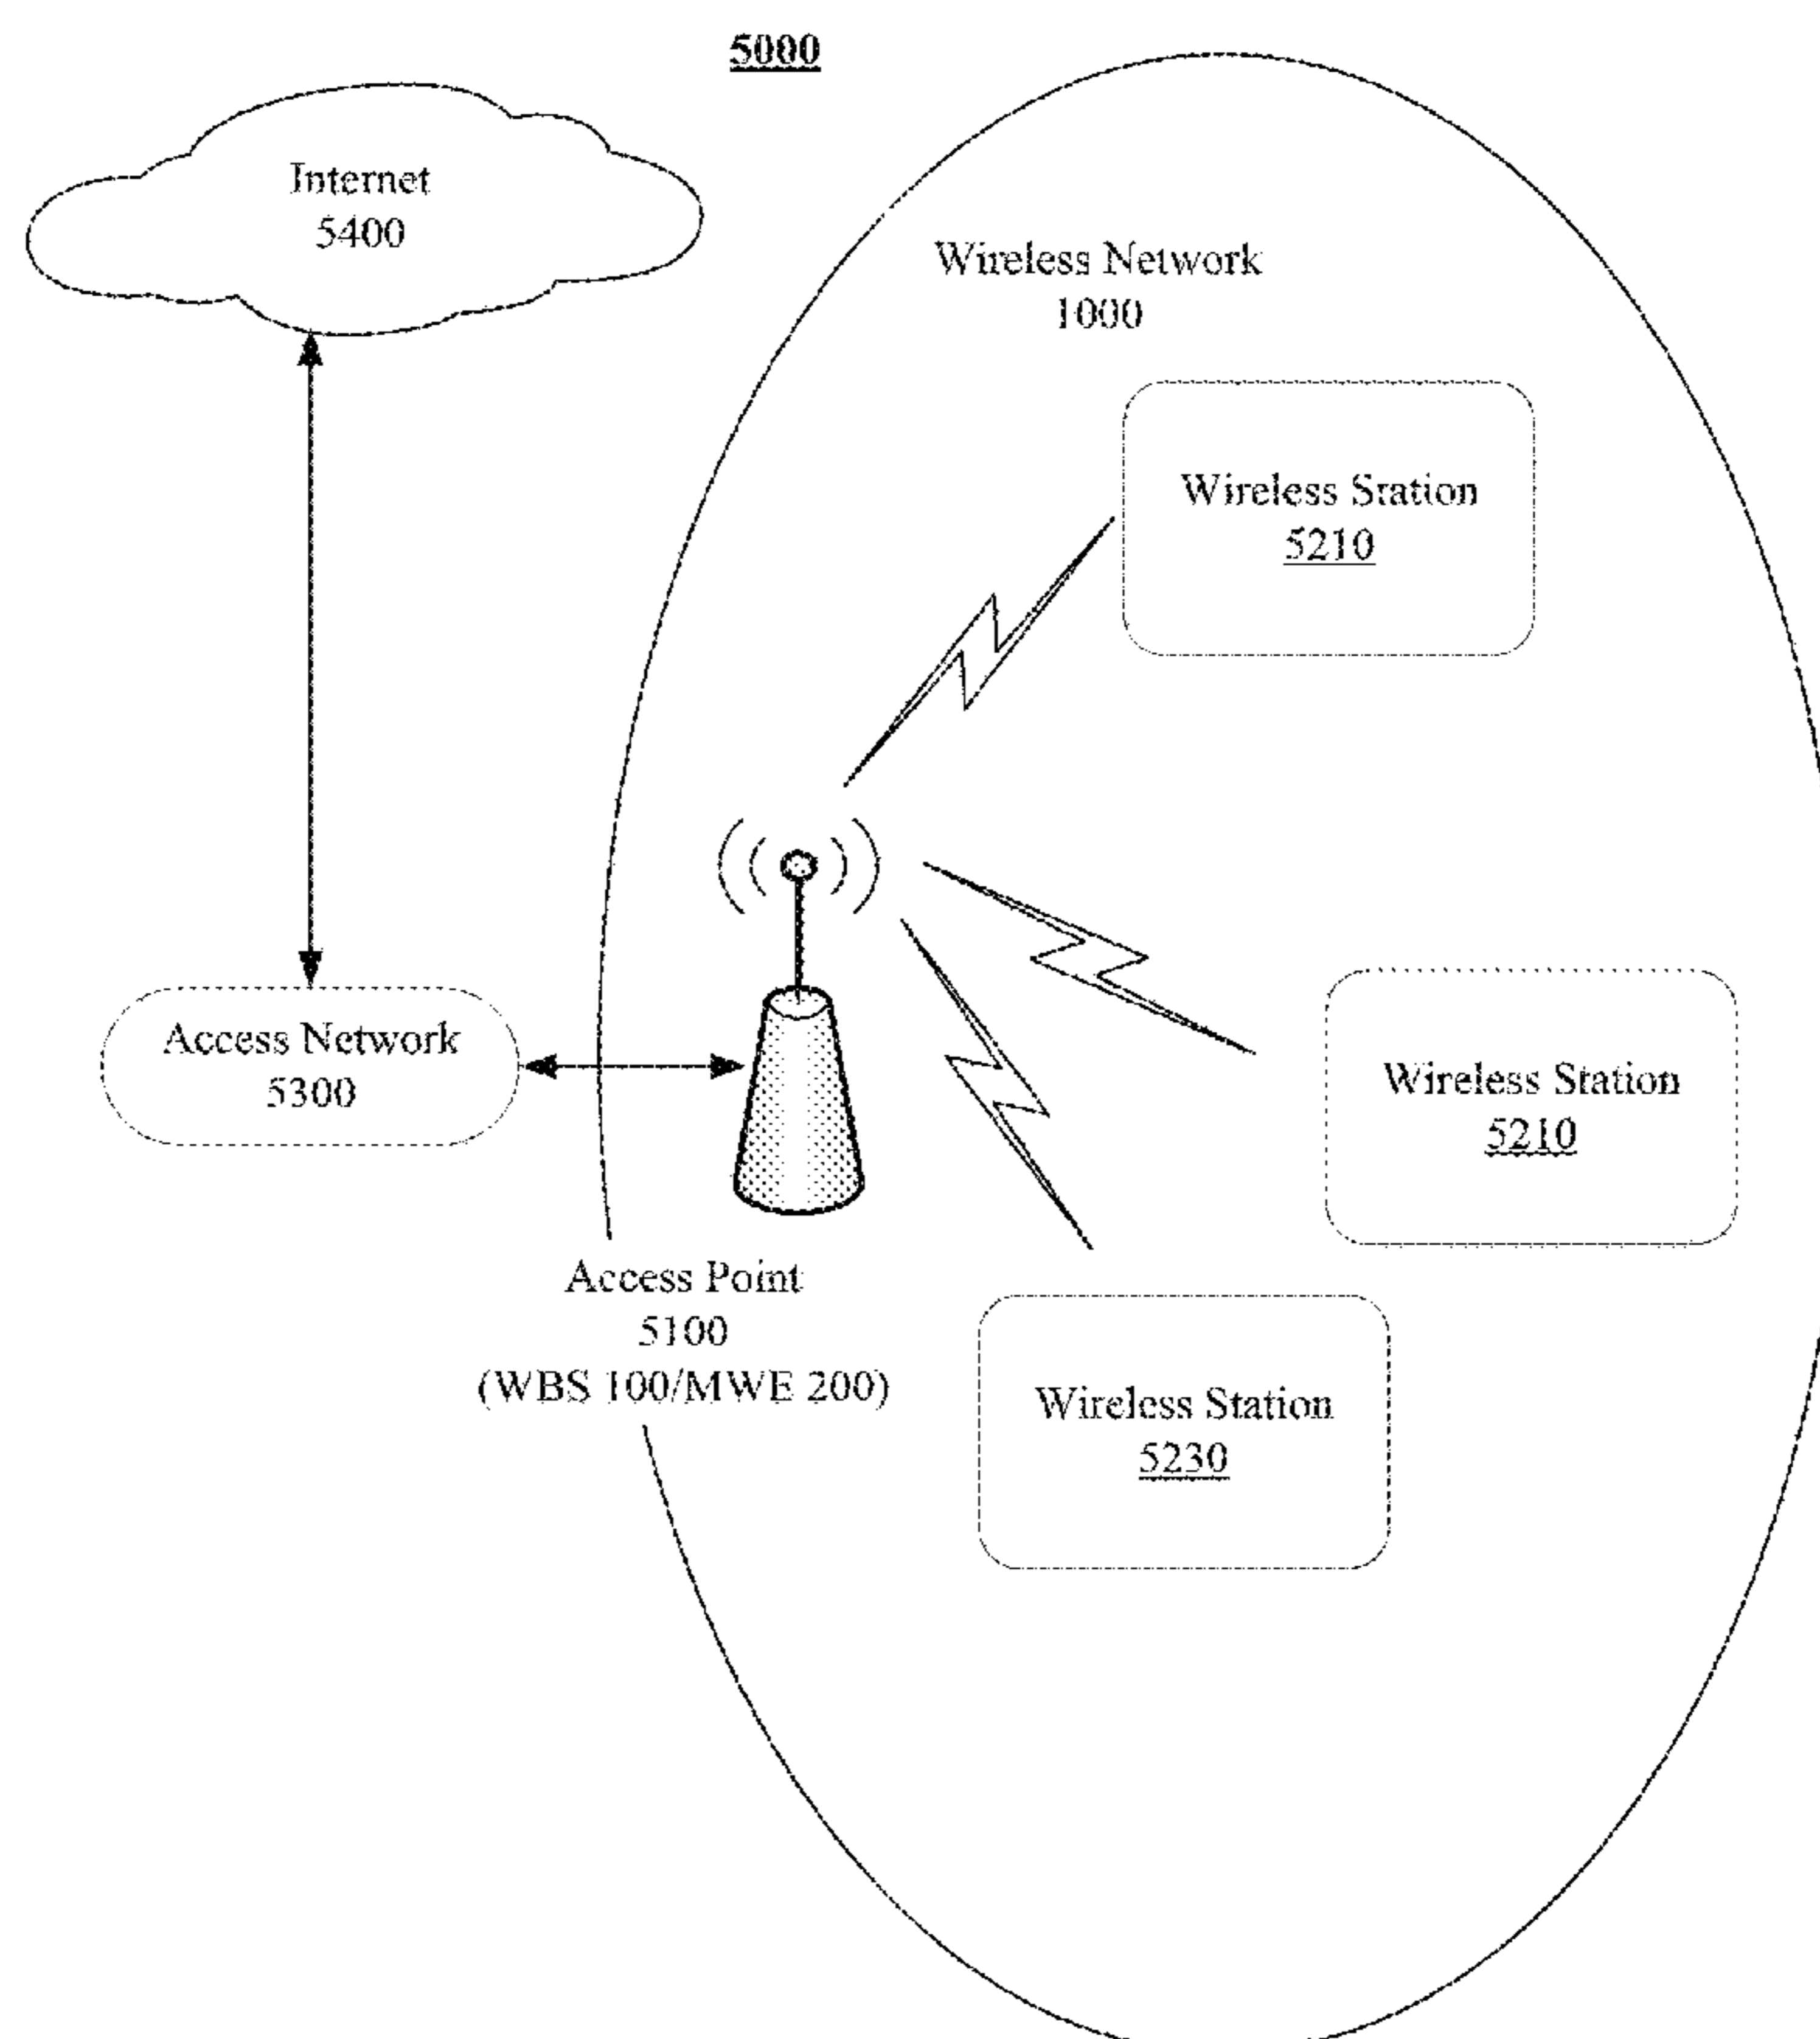 5000
Internet
5400
Wireless Network
1000
Wireless Station
5210
Access Network
5300
Wireless Station
5210
Access Point
5100
(WBS 100/MWE 200)
Wireless Station
5230